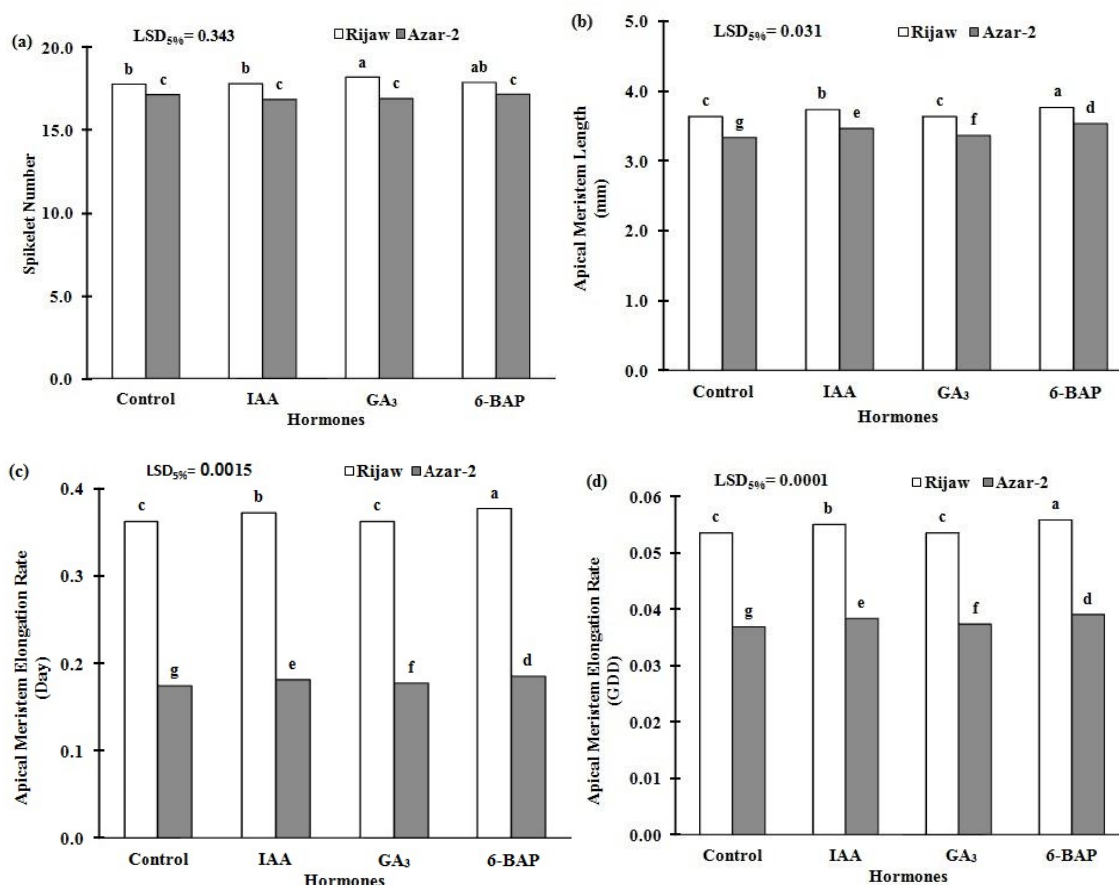 (a)
LSD5% = 0.343
Rijaw Azar-2
Spikelet Number
20.0
15.0
10.0
5.0
0.0
b c b c a c ab c
Control IAA GA3 6-BAP
Hormones
(b)
LSD5% = 0.031
Rijaw Azar-2
Apical Meristem Length
(mm)
5.0
4.0
3.0
2.0
1.0
0.0
c g b e c f a d
Control IAA GA3 6-BAP
Hormones
(c)
LSD5%= 0.0015
Rijaw Azar-2
Apical Meristem Elongation Rate
(Day)
0.4
0.3
0.2
0.1
0.0
c g b e c f a d
Control IAA GA3 6-BAP
Hormones
(d)
LSD5%= 0.0001
Rijaw Azar-2
Apical Meristem Elongation Rate
(GDD)
0.06
0.05
0.04
0.03
0.02
0.01
0.00
c g b e c f a d
Control IAA GA3 6-BAP
Hormones